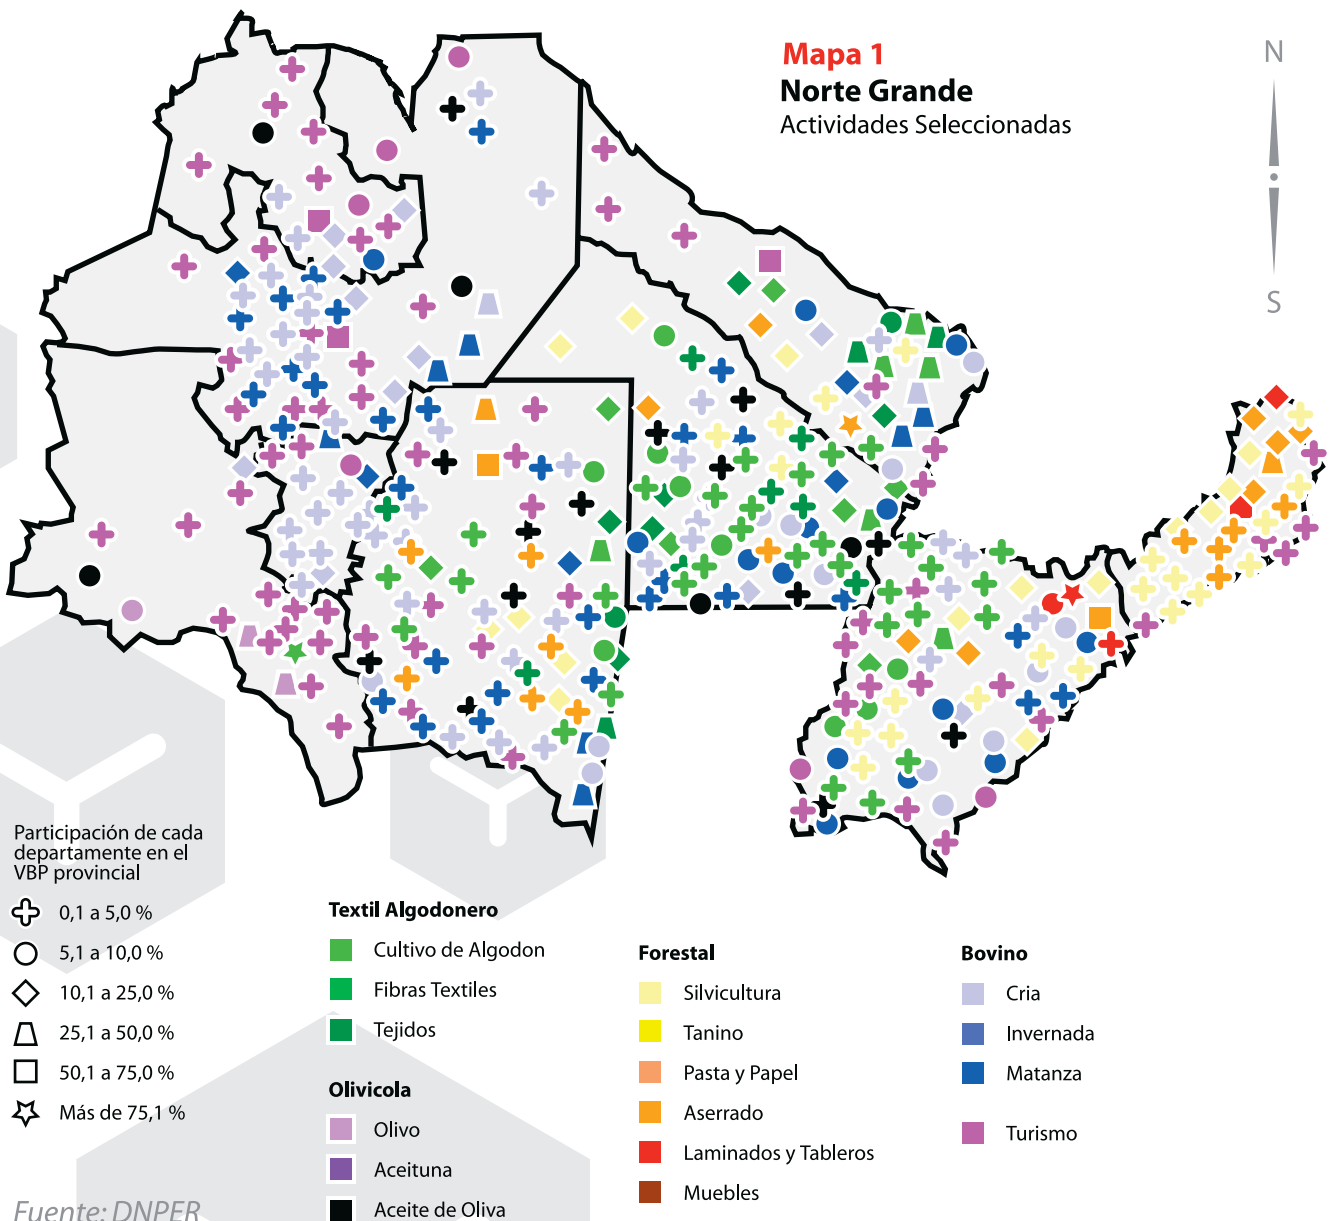 Mapa 1
Norte Grande
Actividades Seleccionadas
N
S
Participación de cada
departamente en el
VBP provincial
0,1 a 5,0 %
5,1 a 10,0 %
10,1 a 25,0 %
25,1 a 50,0 %
50,1 a 75,0 %
Más de 75,1 %
Textil Algodonero
Cultivo de Algodon
Fibras Textiles
Tejidos
Olivicola
Olivo
Aceituna
Aceite de Oliva
Forestal
Silvicultura
Tanino
Pasta y Papel
Aserrado
Laminados y Tableros
Muebles
Bovino
Cria
Invernada
Matanza
Turismo
Fuente: DNPER